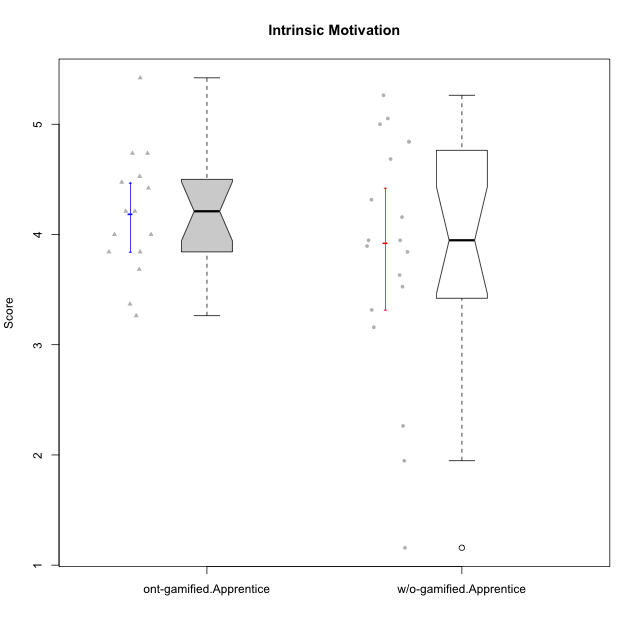 Intrinsic Motivation
Score
5
4
3
2
1
ont-gamified.Apprentice
w/o-gamified.Apprentice